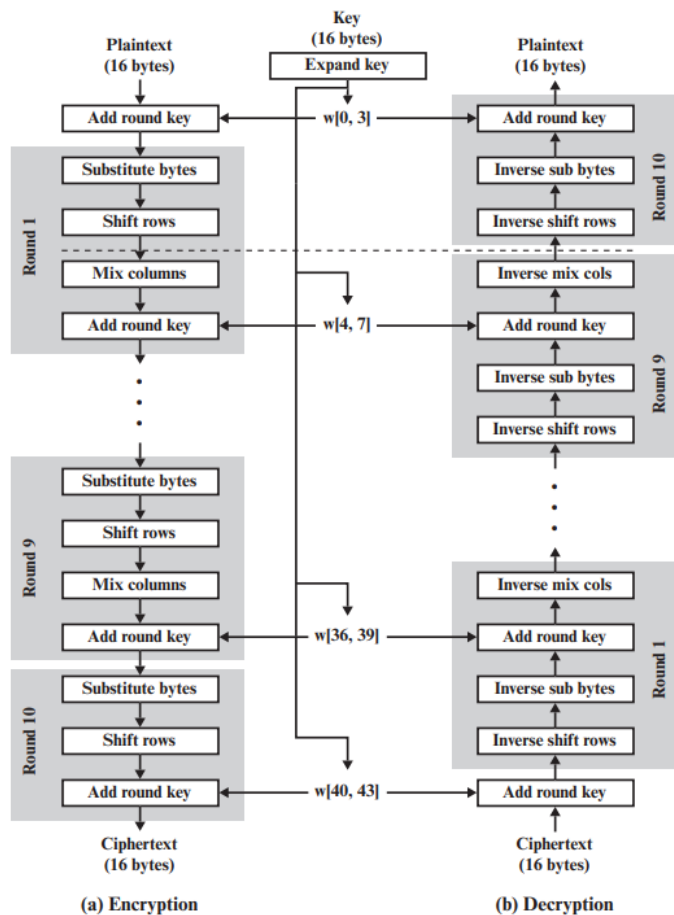 Key
(16 bytes)
Plaintext
(16 bytes)
Expand key
Plaintext
(16 bytes)
Add round key
w[0, 3]
Add round key
Round 1
Substitute bytes
Shift rows
Mix columns
Add round key
Inverse sub bytes
Inverse shift rows
Round 10
w[4, 7]
Inverse mix cols
Add round key
Inverse sub bytes
Inverse shift rows
Round 9
Round 9
Substitute bytes
Shift rows
Mix columns
Add round key
w[36, 39]
Inverse mix cols
Add round key
Inverse sub bytes
Inverse shift rows
Round 1
Round 10
Substitute bytes
Shift rows
Add round key
w[40, 43]
Add round key
Ciphertext
(16 bytes)
Ciphertext
(16 bytes)
(a) Encryption
(b) Decryption